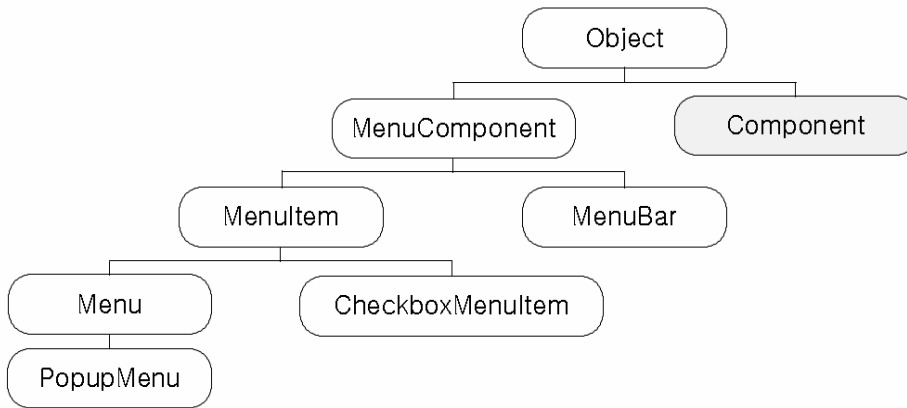 Object
MenuComponent
Component
MenuItem
MenuBar
Menu
CheckboxMenuItem
PopupMenu